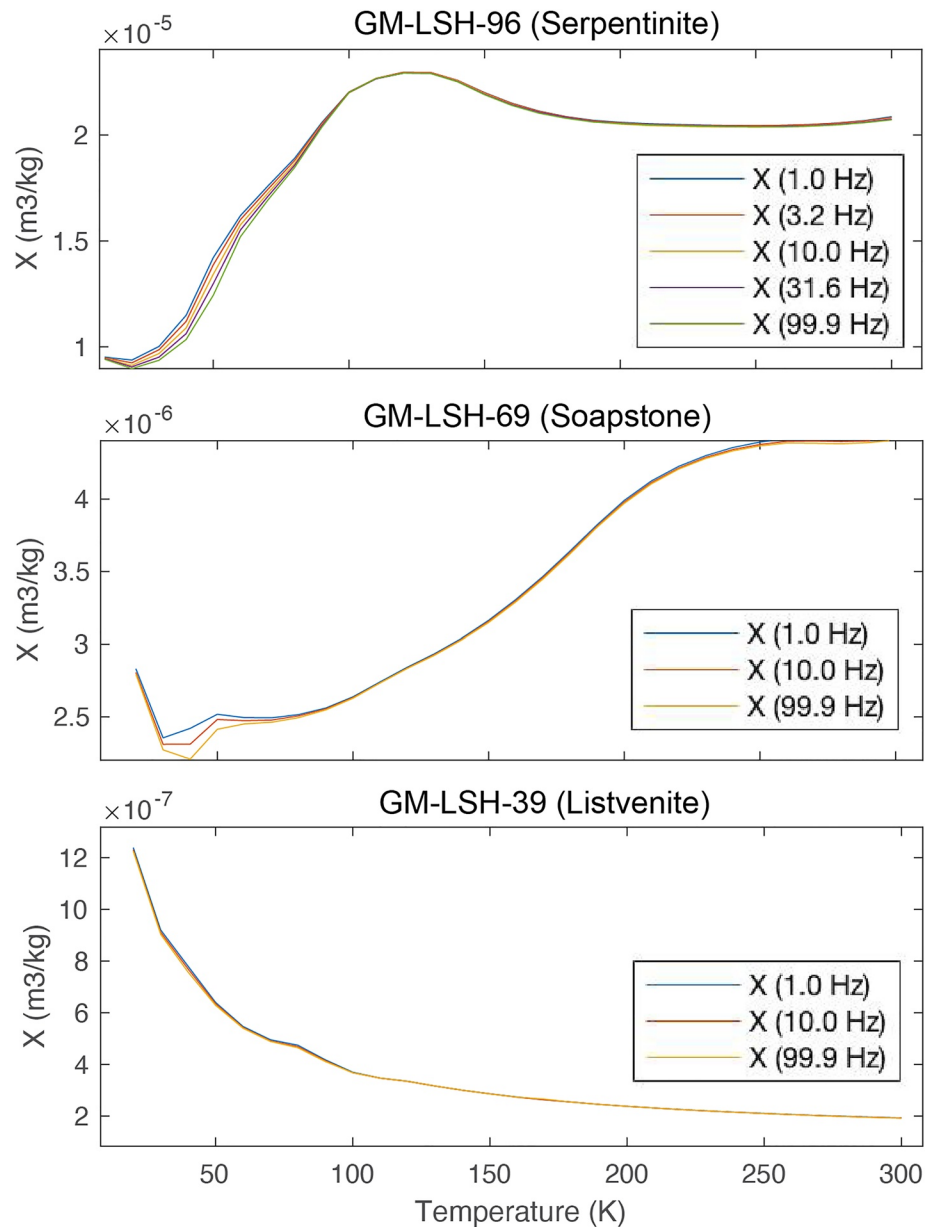 ×10-5
GM-LSH-96 (Serpentinite)
2
1.5
1
X (m3/kg)
X (1.0 Hz)
X (3.2 Hz)
X (10.0 Hz)
X (31.6 Hz)
X (99.9 Hz)
×10-6
GM-LSH-69 (Soapstone)
4
3.5
3
2.5
X (m3/kg)
X (1.0 Hz)
X (10.0 Hz)
X (99.9 Hz)
×10-7
GM-LSH-39 (Listvenite)
12
10
8
6
4
2
X (m3/kg)
X (1.0 Hz)
X (10.0 Hz)
X (99.9 Hz)
50 100 150 200 250 300
Temperature (K)